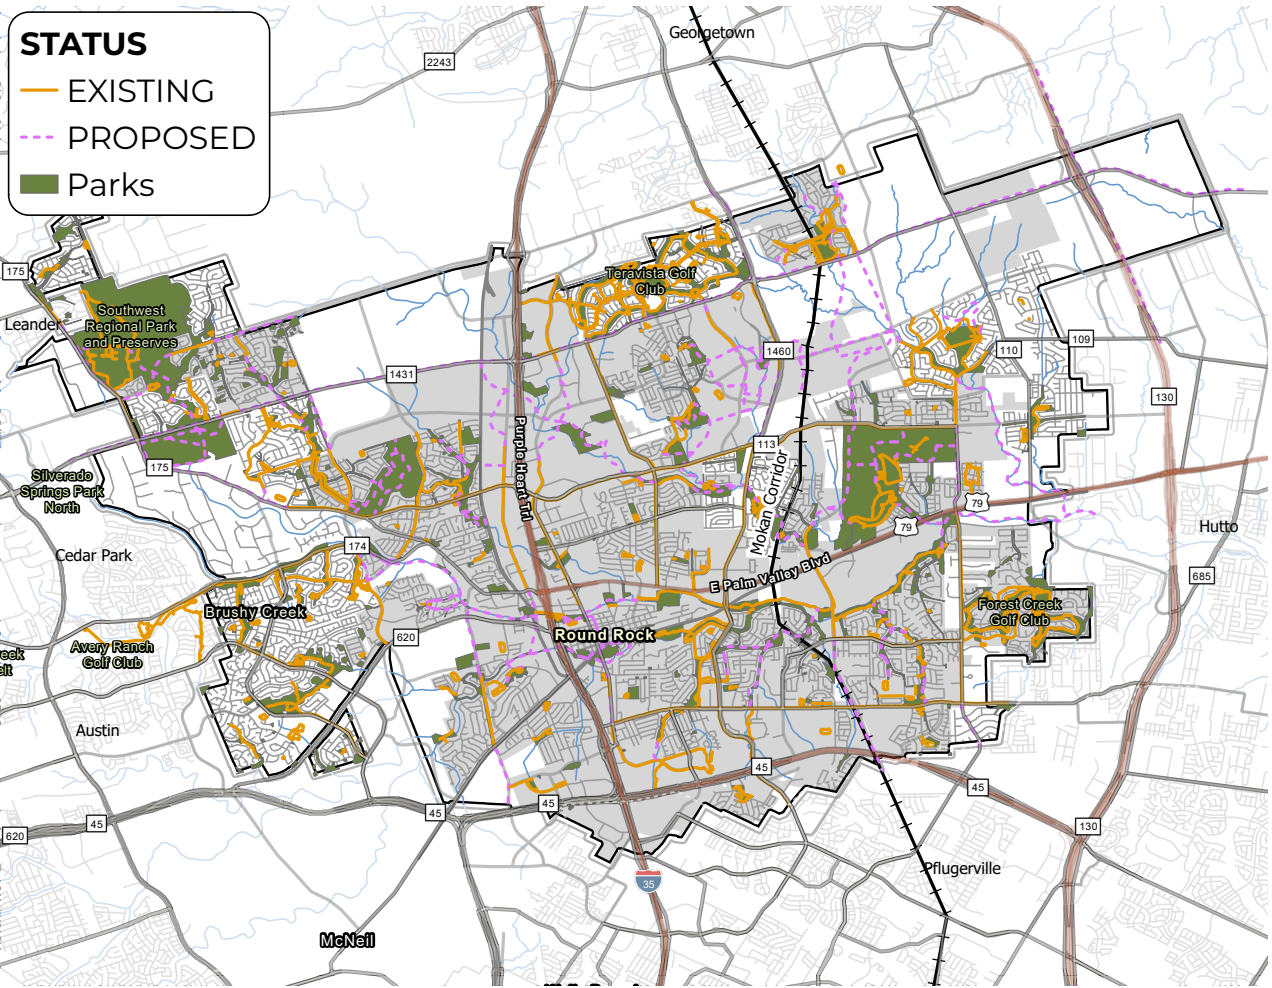 STATUS
EXISTING
PROPOSED
Parks
Georgetown
2243
175
Leander
Southwest
Regional Park
and Preserves
Teravista Golf
Club
1431
1460
110
109
130
Purple Heart Trl
113
Mokan Corridor
175
Silverado
Springs Park
North
79
79
Hutto
Cedar Park
174
E Palm Valley Blvd
685
Brushy Creek
Round Rock
Forest Creek
Golf Club
620
Avery Ranch
Golf Club
Austin
45
45
45
45
45
620
130
35
Pflugerville
McNeil